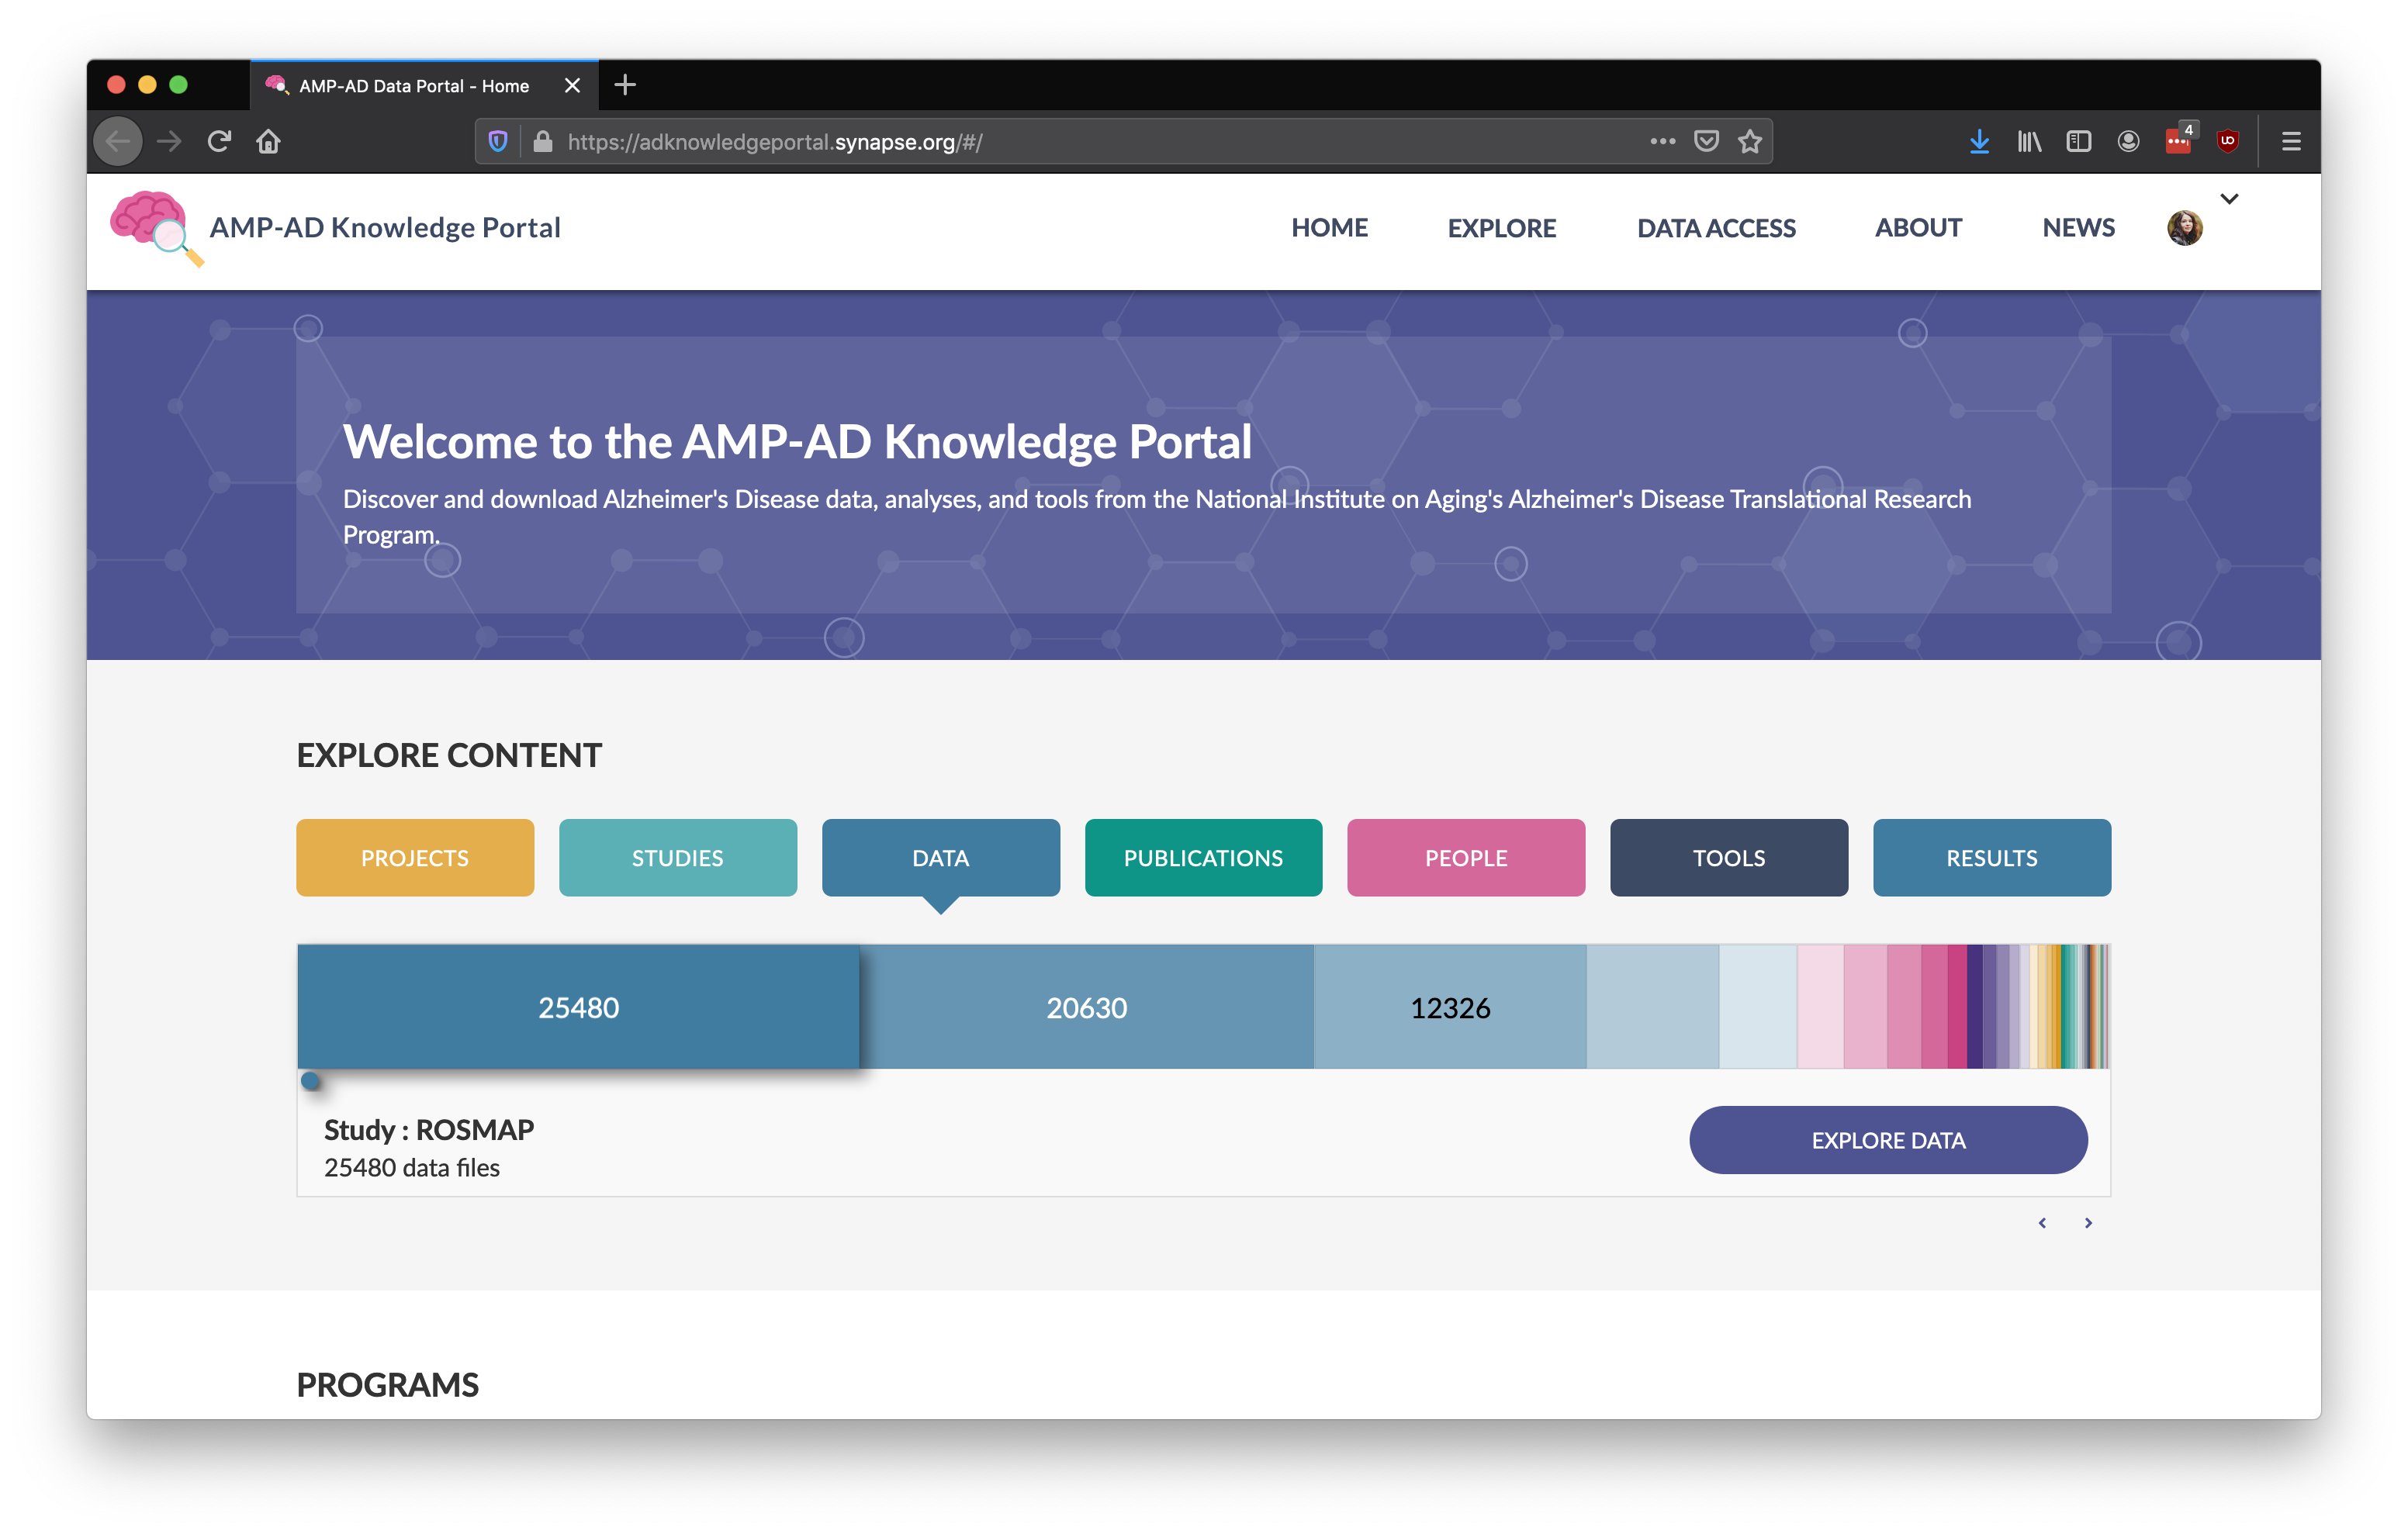 AMP-AD Data Portal - Home
https://adknowledgeportal.synapse.org/#/
4
AMP-AD Knowledge Portal
HOME EXPLORE DATA ACCESS ABOUT NEWS
Welcome to the AMP-AD Knowledge Portal
Discover and download Alzheimer's Disease data, analyses, and tools from the National Institute on Aging's Alzheimer's Disease Translational Research
Program.
EXPLORE CONTENT
PROJECTS STUDIES DATA PUBLICATIONS PEOPLE TOOLS RESULTS
25480 20630 12326
Study : ROSMAP
25480 data files
EXPLORE DATA
PROGRAMS